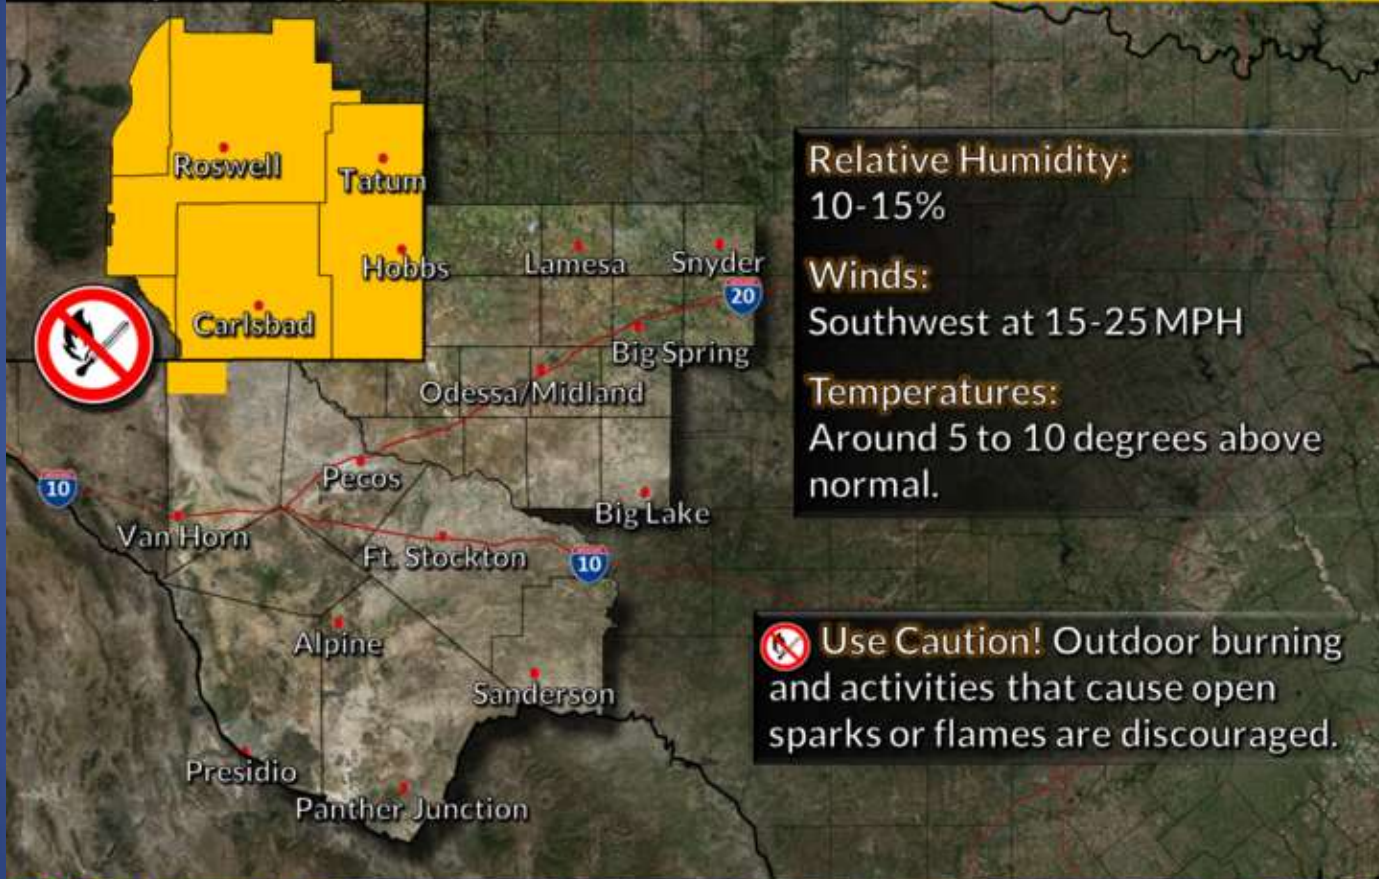 Roswell
Tatum
Hobbs
Lamesa
Snyder
20
Carlsbad
Big Spring
Odessa/Midland
Pecos
10
Big Lake
Van Horn
Ft. Stockton
10
Alpine
Sanderson
Presidio
Panther Junction
Relative Humidity:
10-15%
Winds:
Southwest at 15-25 MPH
Temperatures:
Around 5 to 10 degrees above
normal.
Use Caution! Outdoor burning
and activities that cause open
sparks or flames are discouraged.